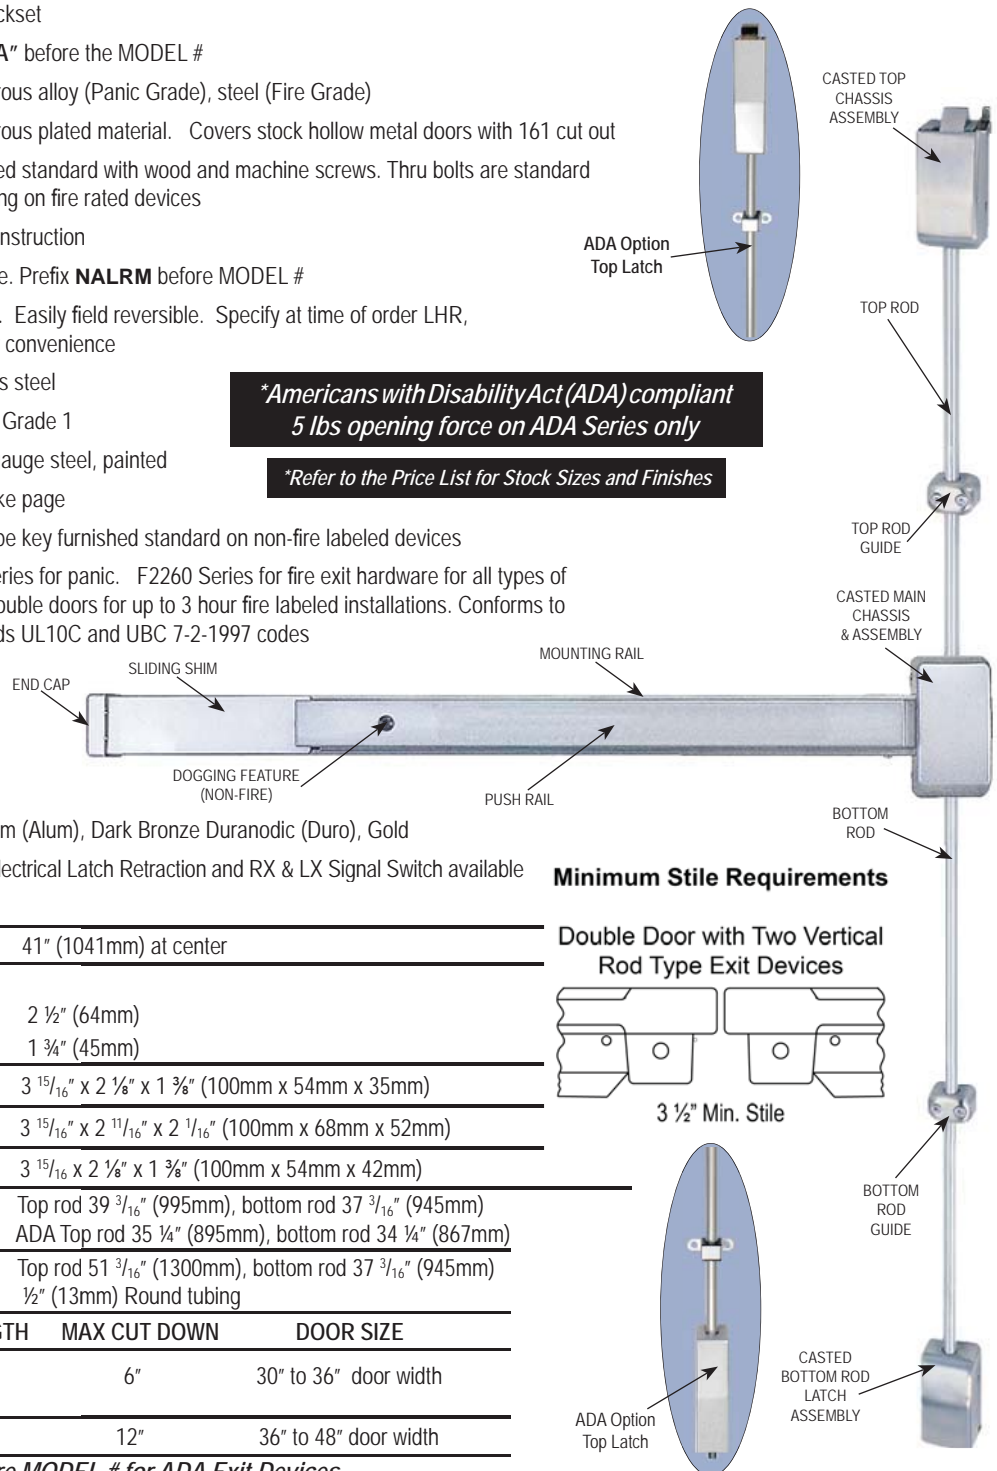 ckset
A" before the MODEL #
rous alloy (Panic Grade), steel (Fire Grade)
rous plated material. Covers stock hollow metal doors with 161 cut out
ed standard with wood and machine screws. Thru bolts are standard
ng on fire rated devices
nstruction
e. Prefix NALRM before MODEL #
. Easily field reversible. Specify at time of order LHR,
convenience
s steel
Grade 1
auge steel, painted
ke page
pe key furnished standard on non-fire labeled devices
eries for panic. F2260 Series for fire exit hardware for all types of
ouble doors for up to 3 hour fire labeled installations. Conforms to
ds UL10C and UBC 7-2-1997 codes
ADA Option
Top Latch
CASTED TOP
CHASSIS
ASSEMBLY
TOP ROD
*Americans with Disability Act (ADA) compliant
5 lbs opening force on ADA Series only
*Refer to the Price List for Stock Sizes and Finishes
TOP ROD
GUIDE
CASTED MAIN
CHASSIS
& ASSEMBLY
MOUNTING RAIL
SLIDING SHIM
END CAP
DOGGING FEATURE
(NON-FIRE)
PUSH RAIL
BOTTOM
ROD
m (Alum), Dark Bronze Duranodic (Duro), Gold
lectrical Latch Retraction and RX & LX Signal Switch available
Minimum Stile Requirements
Double Door with Two Vertical
Rod Type Exit Devices
3 ½" Min. Stile
41" (1041mm) at center
2 ½" (64mm)
1 ¾" (45mm)
3 15/16" x 2 ⅛" x 1 ⅜" (100mm x 54mm x 35mm)
3 15/16" x 2 11/16" x 2 1/16" (100mm x 68mm x 52mm)
3 15/16 x 2 ⅛" x 1 ⅜" (100mm x 54mm x 42mm)
Top rod 39 3/16" (995mm), bottom rod 37 3/16" (945mm)
ADA Top rod 35 ¼" (895mm), bottom rod 34 ¼" (867mm)
Top rod 51 3/16" (1300mm), bottom rod 37 3/16" (945mm)
½" (13mm) Round tubing
GTH MAX CUT DOWN DOOR SIZE
6" 30" to 36" door width
12" 36" to 48" door width
re MODEL # for ADA Exit Devices
BOTTOM
ROD
GUIDE
CASTED
BOTTOM ROD
LATCH
ASSEMBLY
ADA Option
Top Latch